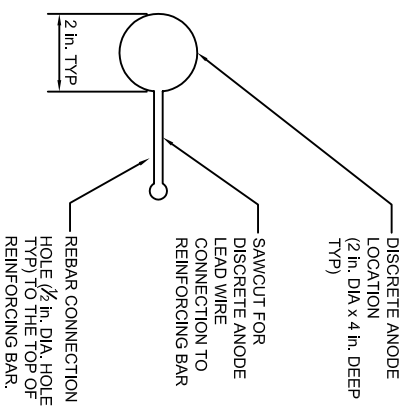 2 in. TYP
DISCRETE ANODE
LOCATION
(2 in. DIA x 4 in. DEEP
TYP)
SAWCUT FOR
DISCRETE ANODE
LEAD WIRE
CONNECTION TO
REINFORCING BAR
REBAR CONNECTION
HOLE (½ in. DIA. HOLE
TYP) TO THE TOP OF
REINFORCING BAR.